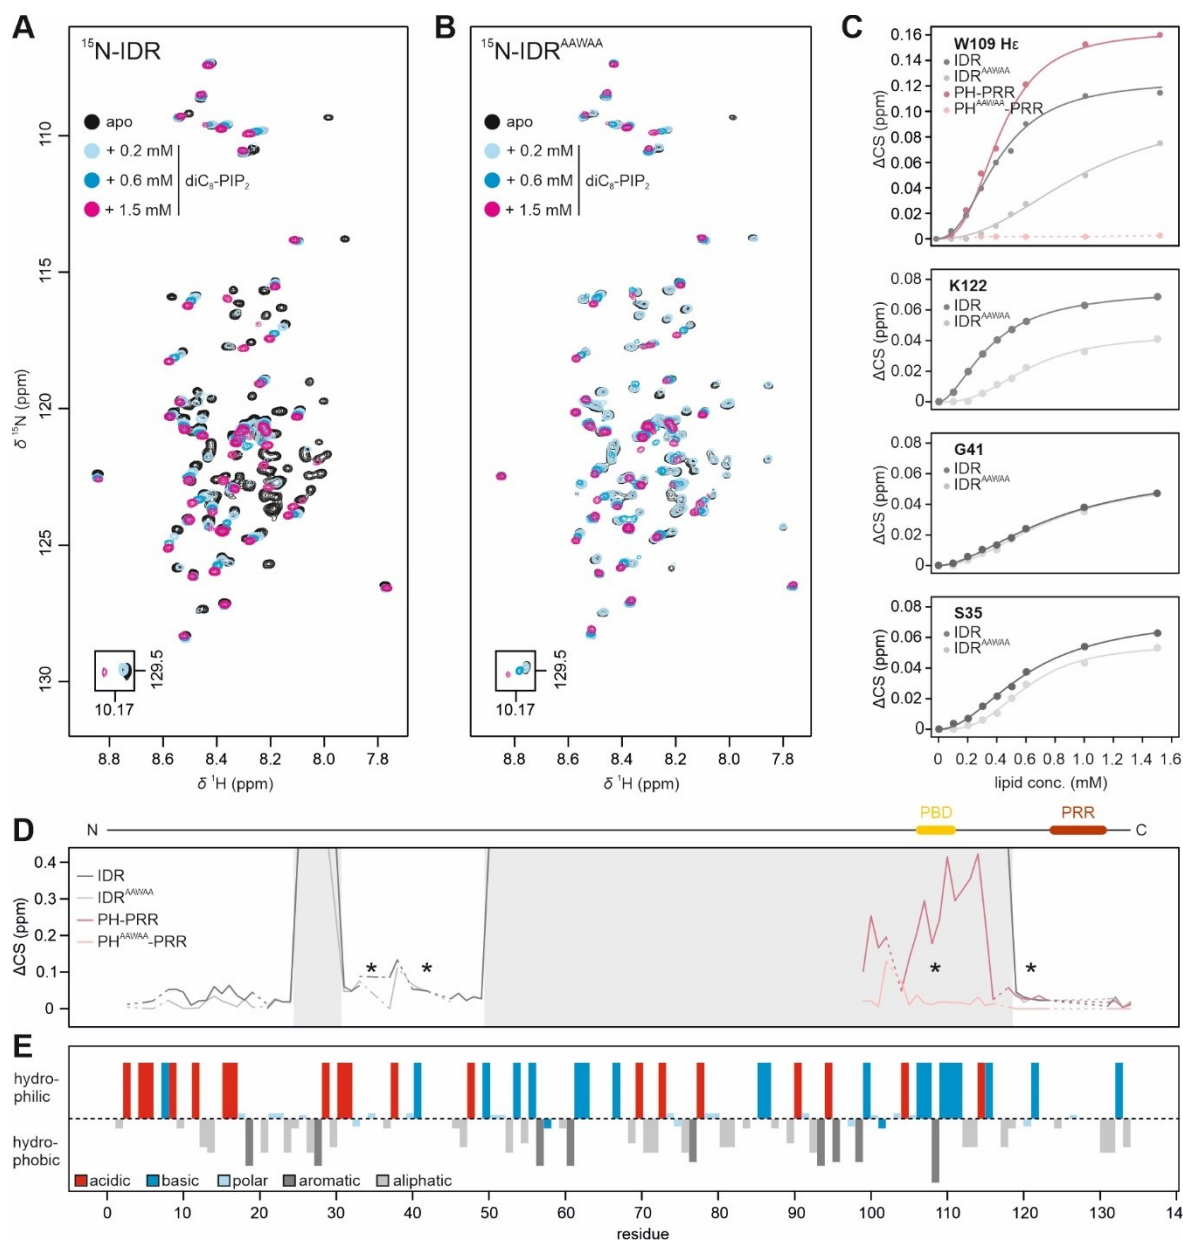 A
¹⁵N-IDR
apo
+ 0.2 mM
+ 0.6 mM
+ 1.5 mM
diC₈-PIP₂
110
115
120
125
130
δ ¹⁵N (ppm)
129.5
10.17
8.8 8.6 8.4 8.2 8.0 7.8
δ ¹H (ppm)
B
¹⁵N-IDRᴬᴬᵂᴬᴬ
apo
+ 0.2 mM
+ 0.6 mM
+ 1.5 mM
diC₈-PIP₂
129.5
10.17
8.8 8.6 8.4 8.2 8.0 7.8
δ ¹H (ppm)
C
W109 Hε
IDR
IDRᴬᴬᵂᴬᴬ
PH-PRR
PHᴬᴬᵂᴬᴬ-PRR
0.16
0.12
0.08
0.04
0.02
0
ΔCS (ppm)
K122
IDR
IDRᴬᴬᵂᴬᴬ
0.08
0.06
0.04
0.02
0
ΔCS (ppm)
G41
IDR
IDRᴬᴬᵂᴬᴬ
0.08
0.06
0.04
0.02
0
ΔCS (ppm)
S35
IDR
IDRᴬᴬᵂᴬᴬ
0.08
0.06
0.04
0.02
0
ΔCS (ppm)
0 0.2 0.4 0.6 0.8 1.0 1.2 1.4 1.6
lipid conc. (mM)
D
N
PBD
PRR
C
IDR
IDRᴬᴬᵂᴬᴬ
PH-PRR
PHᴬᴬᵂᴬᴬ-PRR
0.4
0.3
0.2
0.1
0
ΔCS (ppm)
* * * *
E
hydro-
philic
hydro-
phobic
acidic basic polar aromatic aliphatic
0 10 20 30 40 50 60 70 80 90 100 110 120 130 14
residue